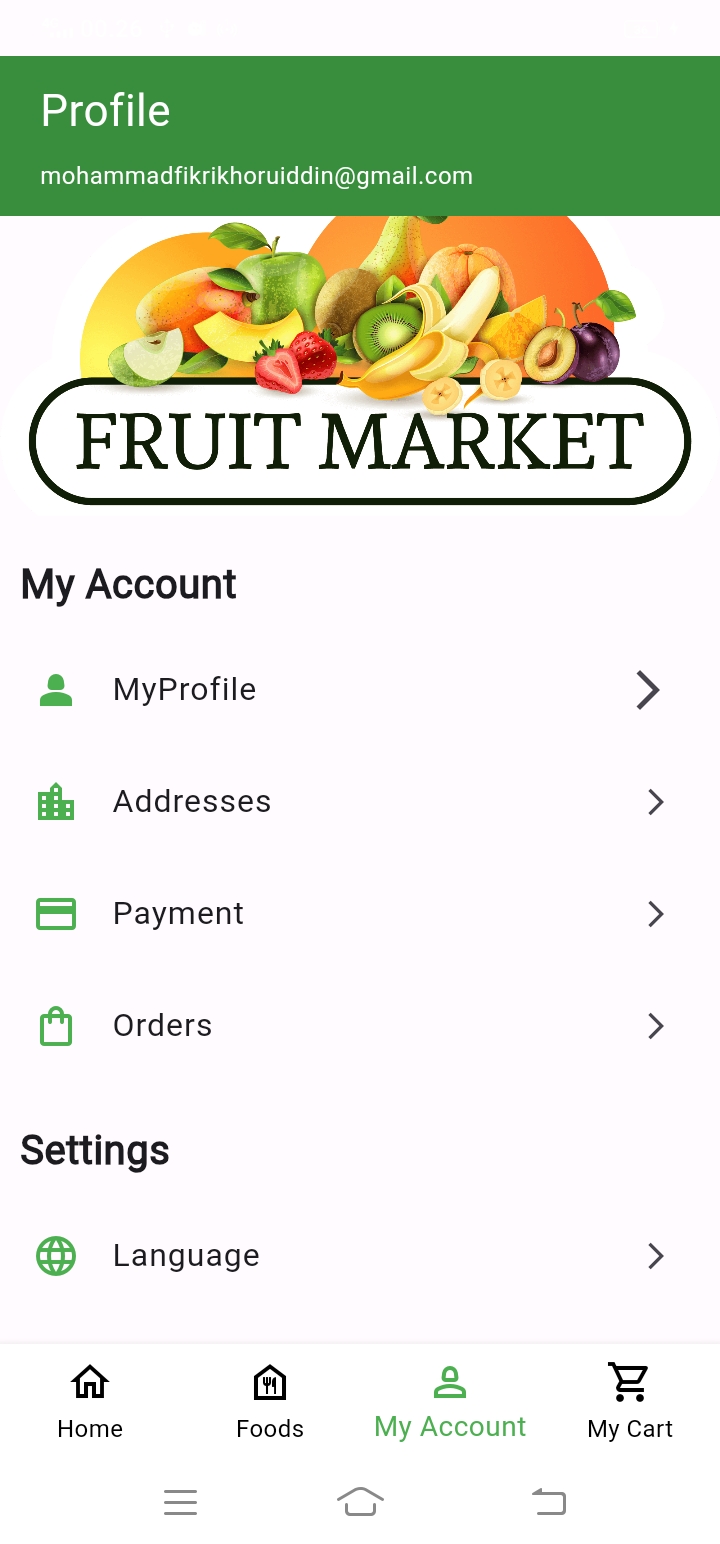 Profile
mohammadfikrikhoruiddin@gmail.com
FRUIT MARKET
My Account
MyProfile
Addresses
Payment
Orders
Settings
Language
Home
Foods
My Account
My Cart